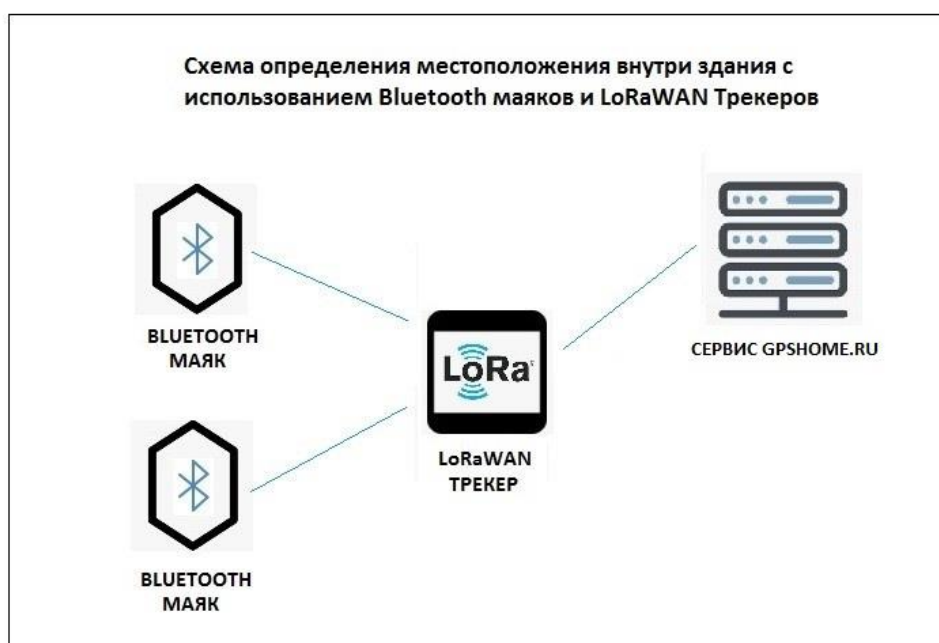 Схема определения местоположения внутри здания с
использованием Bluetooth маяков и LoRaWAN Трекеров
BLUETOOTH
МАЯК
LoRa
LoRaWAN
ТРЕКЕР
СЕРВИС GPSHOME.RU
BLUETOOTH
МАЯК